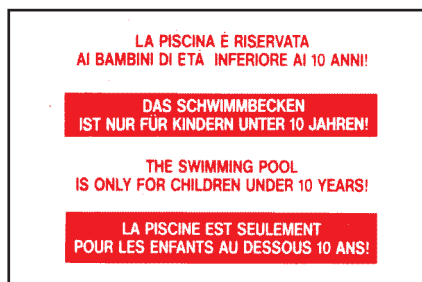 LA PISCINA È RISERVATA
AI BAMBINI DI ETÀ INFERIORE AI 10 ANNI!
DAS SCHWIMMBECKEN
IST NUR FÜR KINDERN UNTER 10 JAHREN!
THE SWIMMING POOL
IS ONLY FOR CHILDREN UNDER 10 YEARS!
LA PISCINE EST SEULEMENT
POUR LES ENFANTS AU DESSOUS 10 ANS!